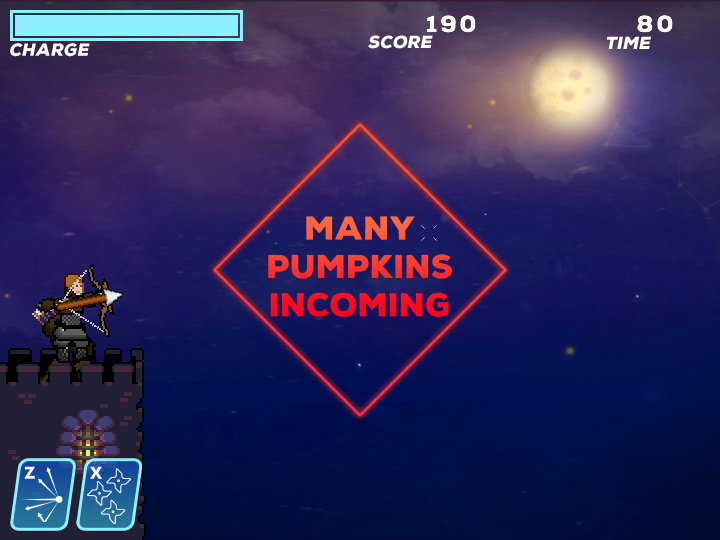 190
80
CHARGE
SCORE
TIME
MANY
PUMPKINS
INCOMING
Z
X